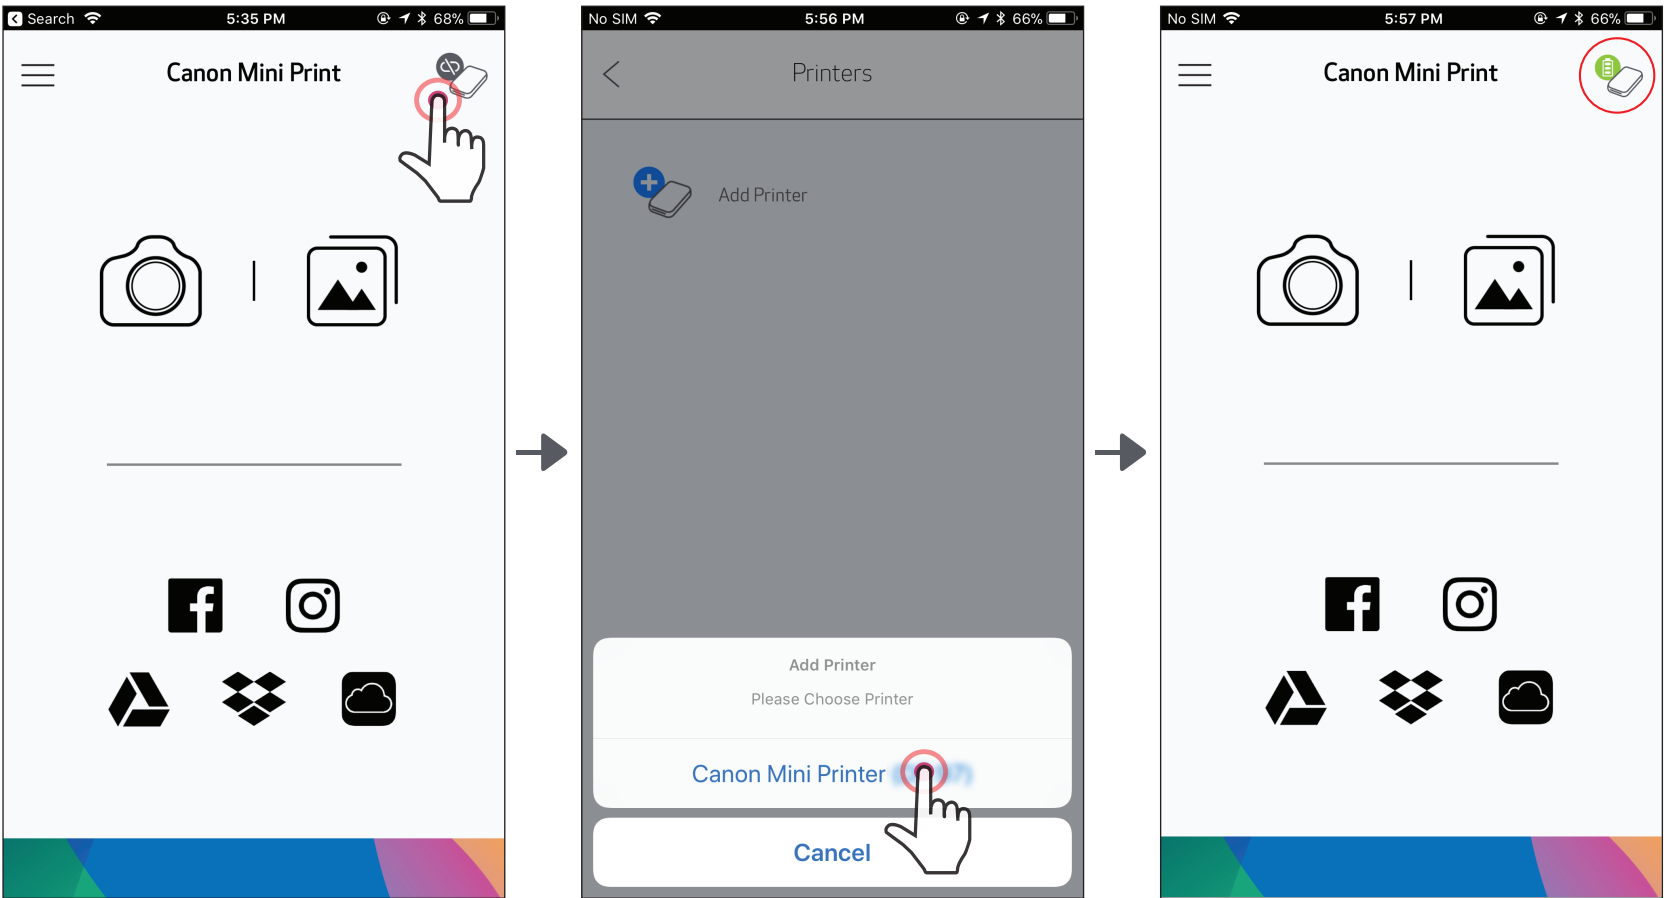 Search 5:35 PM 68%
Canon Mini Print
No SIM 5:56 PM 66%
Printers
Add Printer
Add Printer
Please Choose Printer
Canon Mini Printer
Cancel
No SIM 5:57 PM 66%
Canon Mini Print